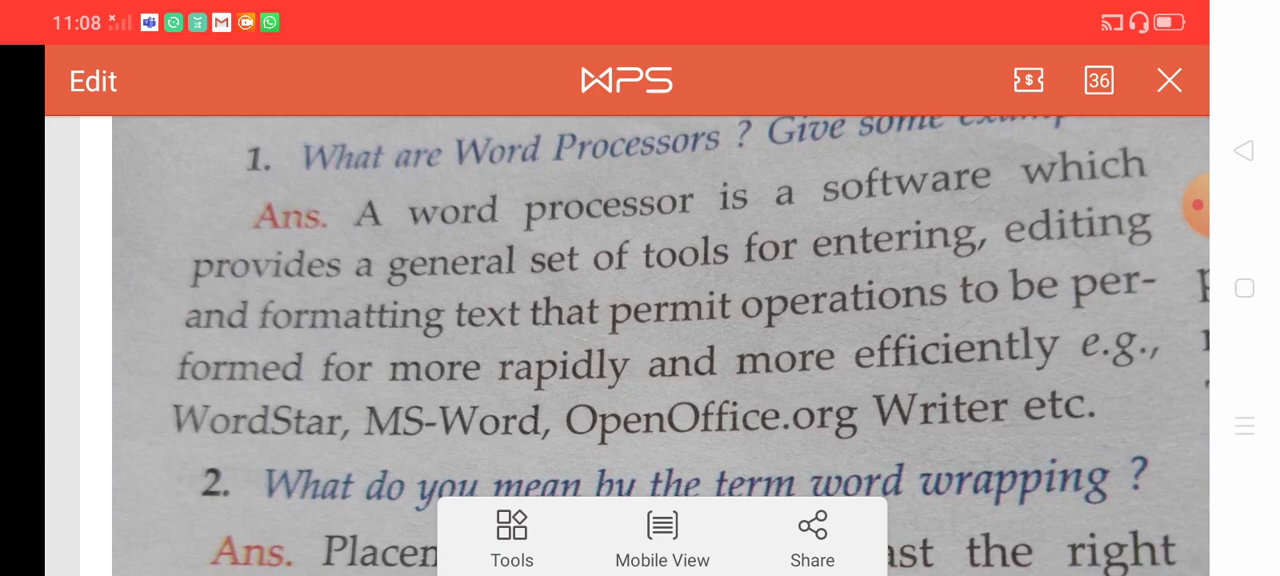 11:08
Edit
WPS
36
1. What are Word Processors ? Give some
Ans. A word processor is a software which
provides a general set of tools for entering, editing
and formatting text that permit operations to be per-
formed for more rapidly and more efficiently e.g.,
WordStar, MS-Word, OpenOffice.org Writer etc.
2. What do you mean by the term word wrapping ?
Ans. the right
Tools
Mobile View
Share